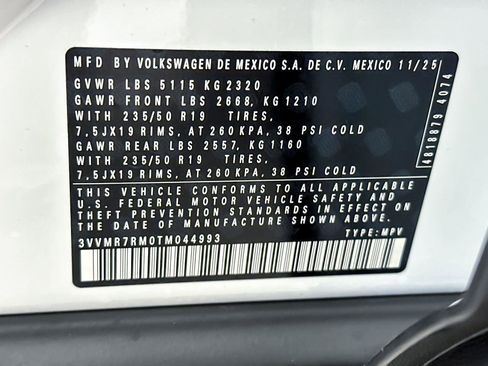 MFD BY VOLKSWAGEN DE MEXICO S.A. DE C.V. MEXICO 11/25
GVWR LBS 5115 KG 2320
GAWR FRONT LBS 2668, KG 1210
WITH 235/50 R19 TIRES,
7,5JX19 RIMS, AT 260 KPA, 38 PSI COLD
GAWR REAR LBS 2557, KG 1160
WITH 235/50 R19 TIRES,
7,5JX19 RIMS, AT 260 KPA, 38 PSI COLD
THIS VEHICLE CONFORMS TO ALL APPLICABLE
U.S. FEDERAL MOTOR VEHICLE SAFETY AND
THEFT PREVENTION STANDARDS IN EFFECT ON
THE DATE OF MANUFACTURE SHOWN ABOVE
3VVMR7RM0TM044993 TYPE: MPV
4818879 4074